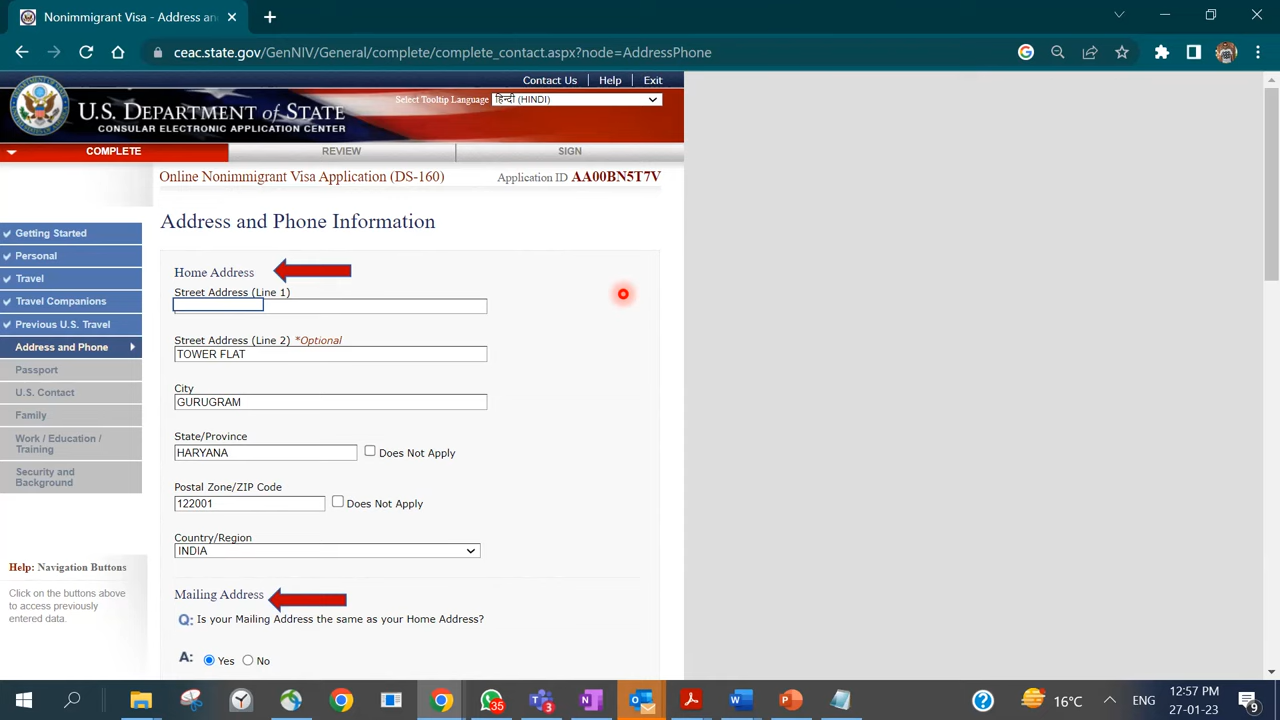 Nonimmigrant Visa - Address an
ceac.state.gov/GenNIV/General/complete/complete_contact.aspx?node=AddressPhone
Contact Us | Help | Exit
Select Tooltip Language हिन्दी (HINDI)
U.S. DEPARTMENT of STATE
CONSULAR ELECTRONIC APPLICATION CENTER
COMPLETE
REVIEW
SIGN
Online Nonimmigrant Visa Application (DS-160)
Application ID AA00BN5T7V
Address and Phone Information
Getting Started
Personal
Travel
Travel Companions
Previous U.S. Travel
Address and Phone
Passport
U.S. Contact
Family
Work / Education /
Training
Security and
Background
Help: Navigation Buttons
Click on the buttons above
to access previously
entered data.
Home Address
Street Address (Line 1)
Street Address (Line 2) *Optional
TOWER FLAT
City
GURUGRAM
State/Province
HARYANA
Does Not Apply
Postal Zone/ZIP Code
122001
Does Not Apply
Country/Region
INDIA
Mailing Address
Q: Is your Mailing Address the same as your Home Address?
A: Yes No
35
3
16°C
ENG
12:57 PM
27-01-23
9